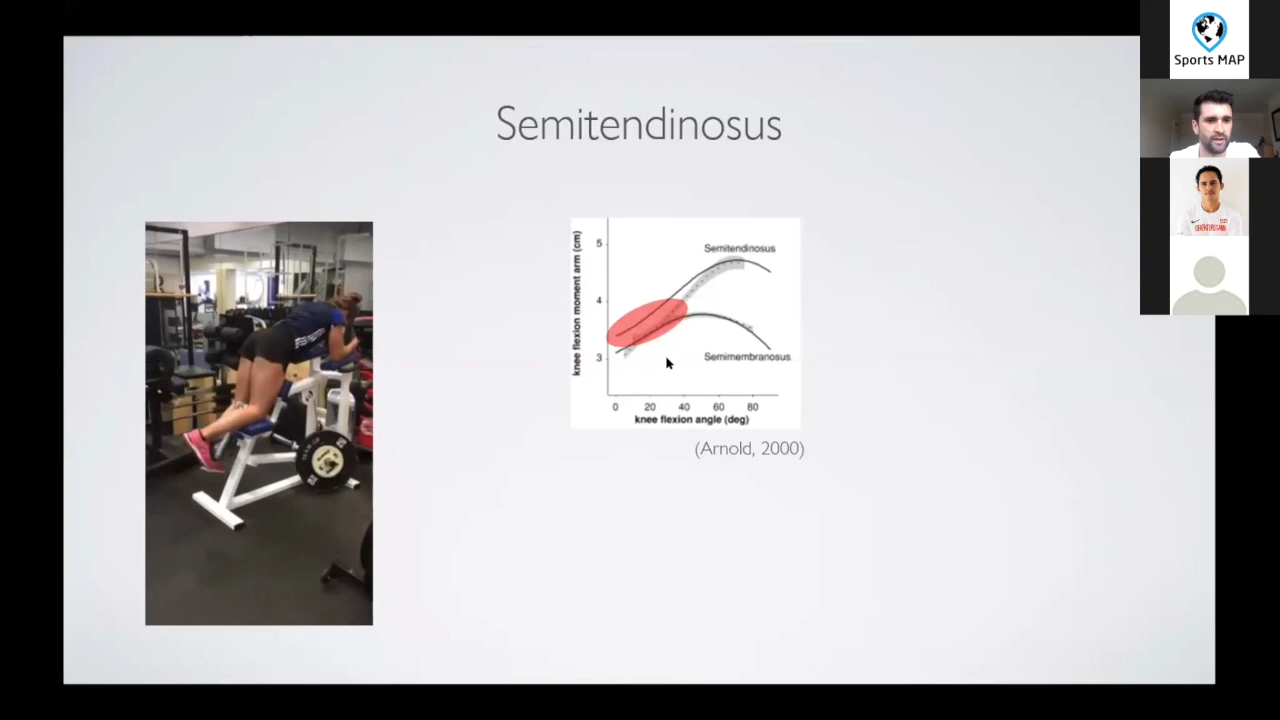 Semitendinosus
Sports MAP
knee flexion moment arm (cm)
5
4
3
Semitendinosus
Semimembranosus
0 20 40 60 80
knee flexion angle (deg)
(Arnold, 2000)